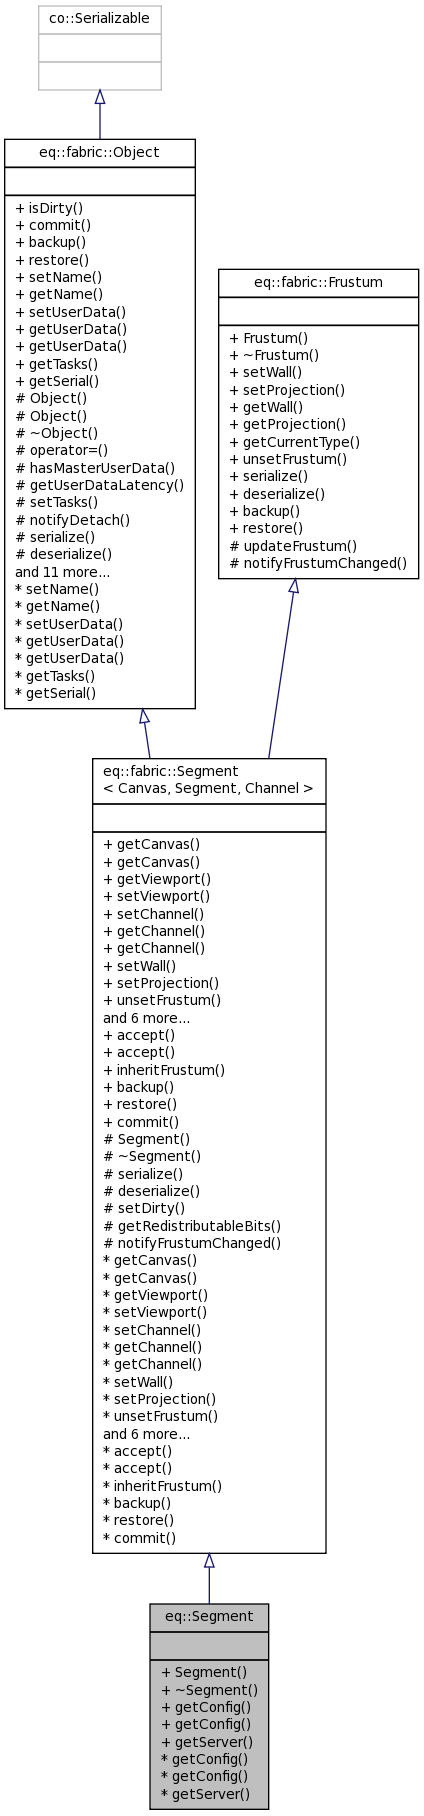 co::Serializable
eq::fabric::Object
+ isDirty()
+ commit()
+ backup()
+ restore()
+ setName()
+ getName()
+ setUserData()
+ getUserData()
+ getUserData()
+ getTasks()
+ getSerial()
# Object()
# Object()
# ~Object()
# operator=()
# hasMasterUserData()
# getUserDataLatency()
# setTasks()
# notifyDetach()
# serialize()
# deserialize()
and 11 more...
* setName()
* getName()
* setUserData()
* getUserData()
* getUserData()
* getTasks()
* getSerial()
eq::fabric::Frustum
+ Frustum()
+ ~Frustum()
+ setWall()
+ setProjection()
+ getWall()
+ getProjection()
+ getCurrentType()
+ unsetFrustum()
+ serialize()
+ deserialize()
+ backup()
+ restore()
# updateFrustum()
# notifyFrustumChanged()
eq::fabric::Segment
< Canvas, Segment, Channel >
+ getCanvas()
+ getCanvas()
+ getViewport()
+ setViewport()
+ setChannel()
+ getChannel()
+ getChannel()
+ setWall()
+ setProjection()
+ unsetFrustum()
and 6 more...
+ accept()
+ accept()
+ inheritFrustum()
+ backup()
+ restore()
+ commit()
# Segment()
# ~Segment()
# serialize()
# deserialize()
# setDirty()
# getRedistributableBits()
# notifyFrustumChanged()
* getCanvas()
* getCanvas()
* getViewport()
* setViewport()
* setChannel()
* getChannel()
* getChannel()
* setWall()
* setProjection()
* unsetFrustum()
and 6 more...
* accept()
* accept()
* inheritFrustum()
* backup()
* restore()
* commit()
eq::Segment
+ Segment()
+ ~Segment()
+ getConfig()
+ getConfig()
+ getServer()
* getConfig()
* getConfig()
* getServer()